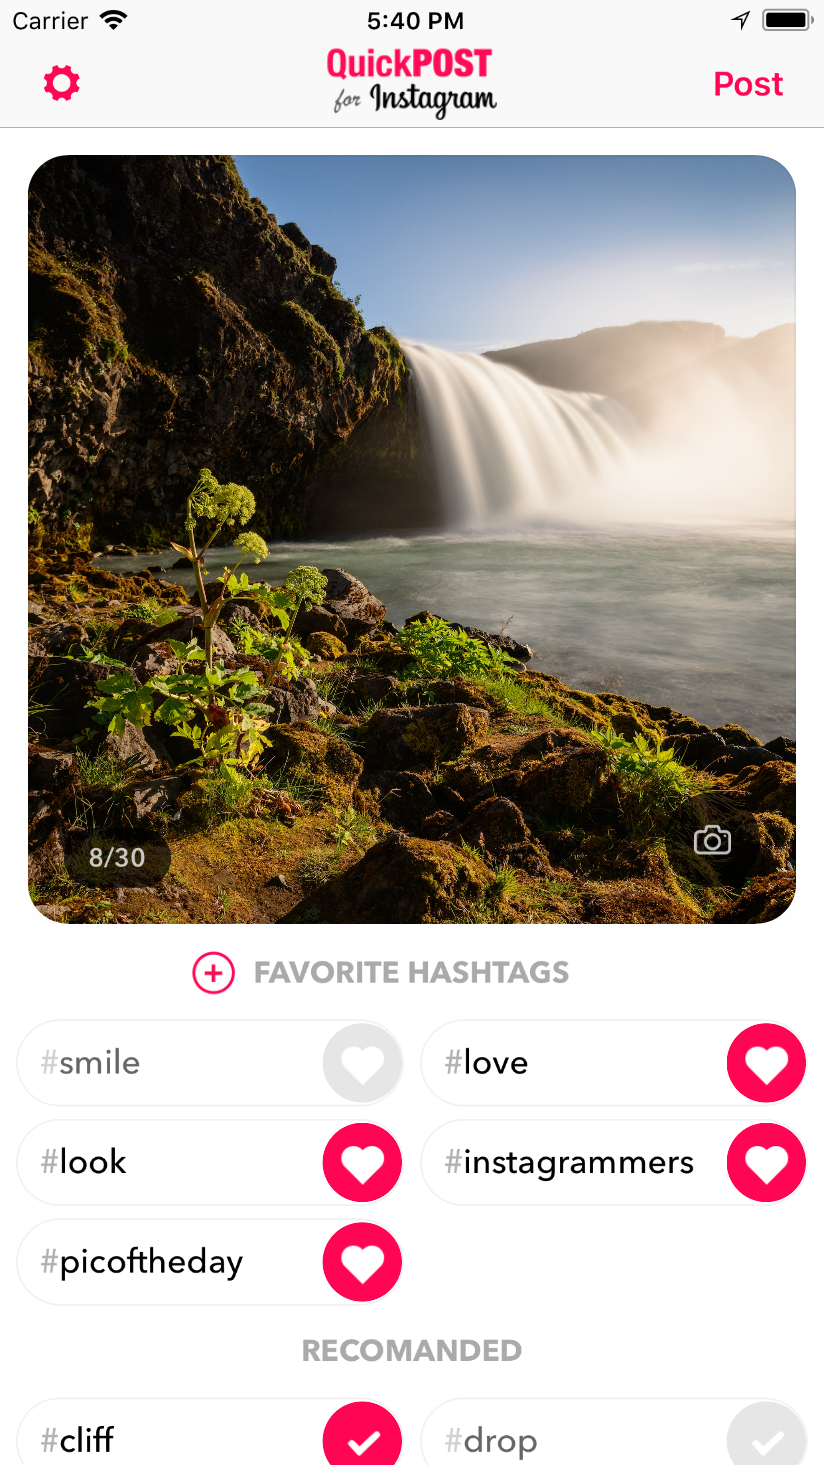 Carrier 5:40 PM
QuickPOST
for Instagram
Post
8/30
FAVORITE HASHTAGS
#smile #love
#look #instagrammers
#picoftheday
RECOMANDED
#cliff #drop